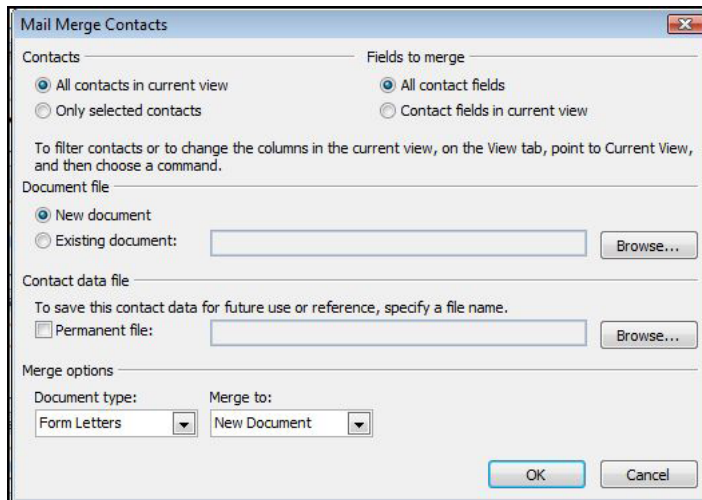 Mail Merge Contacts
Contacts
Fields to merge
All contacts in current view
All contact fields
Only selected contacts
Contact fields in current view
To filter contacts or to change the columns in the current view, on the View tab, point to Current View,
and then choose a command.
Document file
New document
Existing document:
Browse...
Contact data file
To save this contact data for future use or reference, specify a file name.
Permanent file:
Browse...
Merge options
Document type:
Merge to:
Form Letters
New Document
OK
Cancel